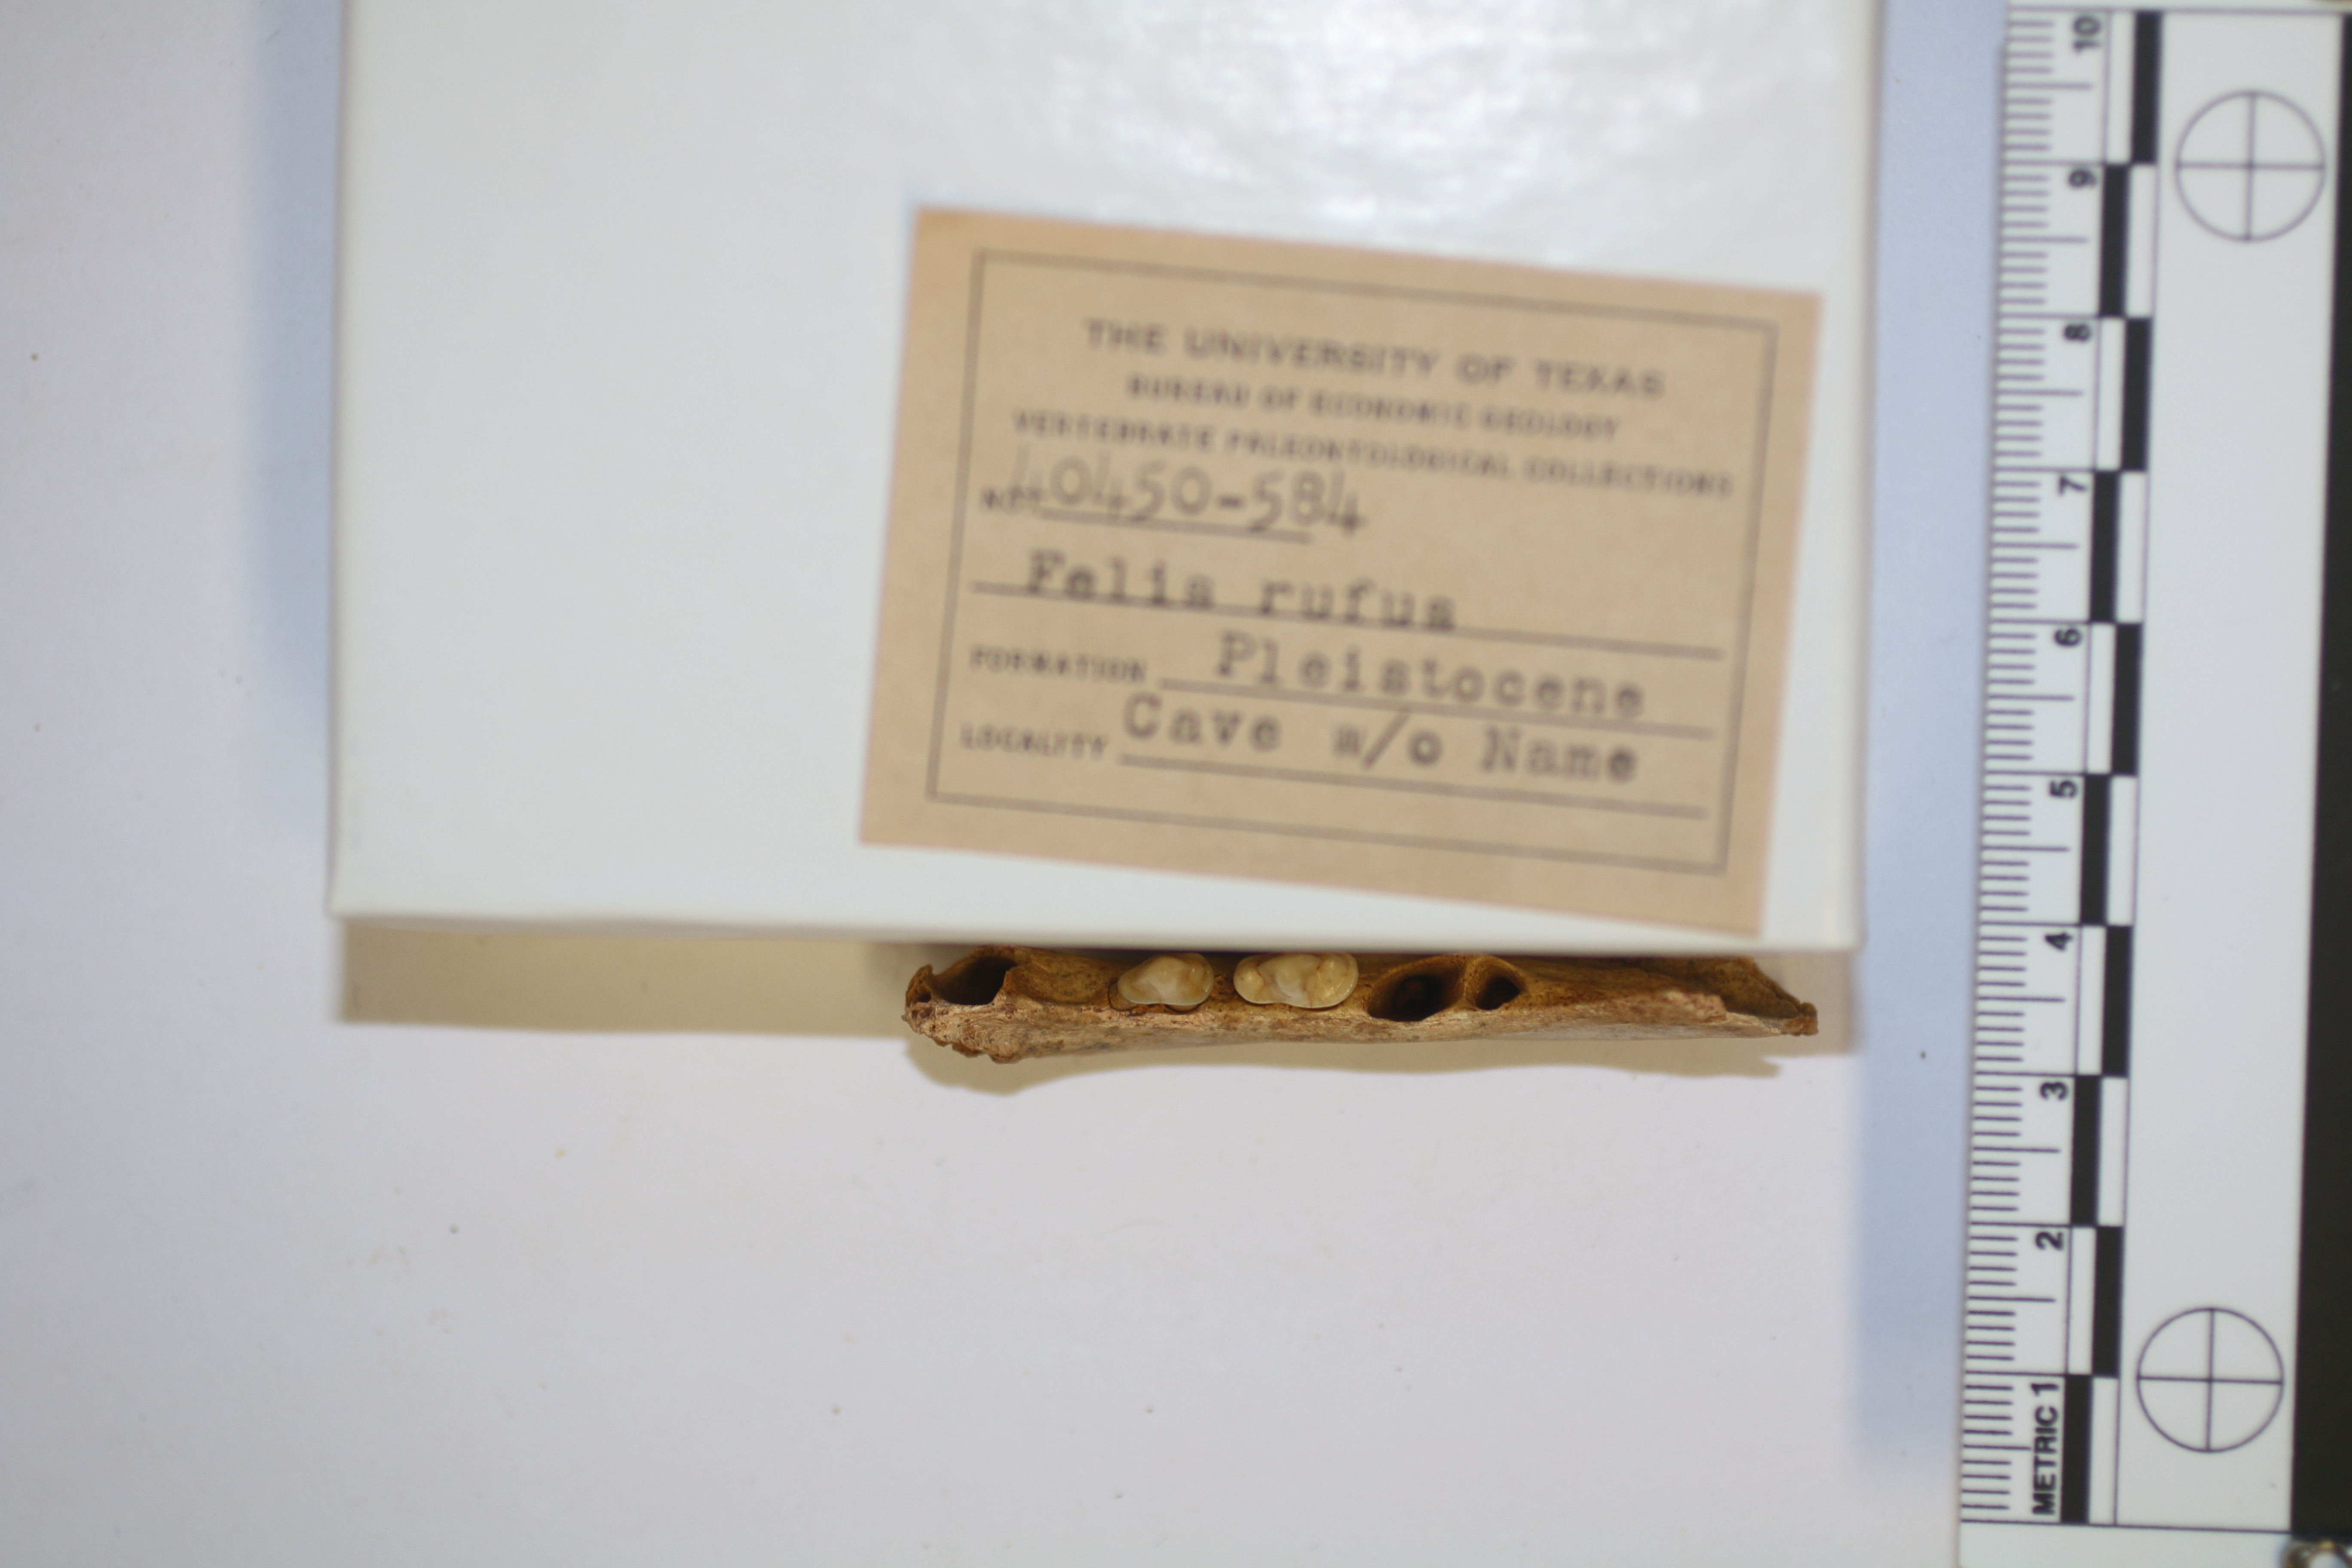 THE UNIVERSITY OF TEXAS
BUREAU OF ECONOMIC GEOLOGY
VERTEBRATE PALEONTOLOGICAL COLLECTIONS
NO. 40450-584
Felis rufus
FORMATION Pleistocene
LOCALITY Cave w/o Name
10
9
8
7
6
5
4
3
2
METRIC 1